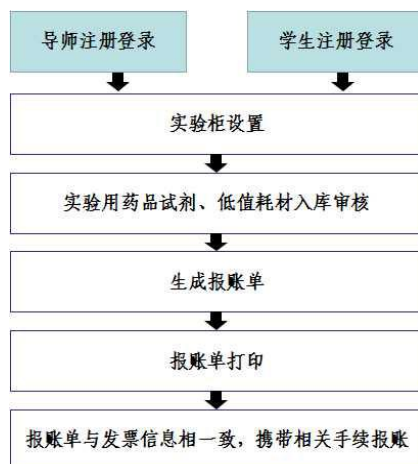 导师注册登录
学生注册登录
实验柜设置
实验用药品试剂、低值耗材入库审核
生成报账单
报账单打印
报账单与发票信息相一致，携带相关手续报账